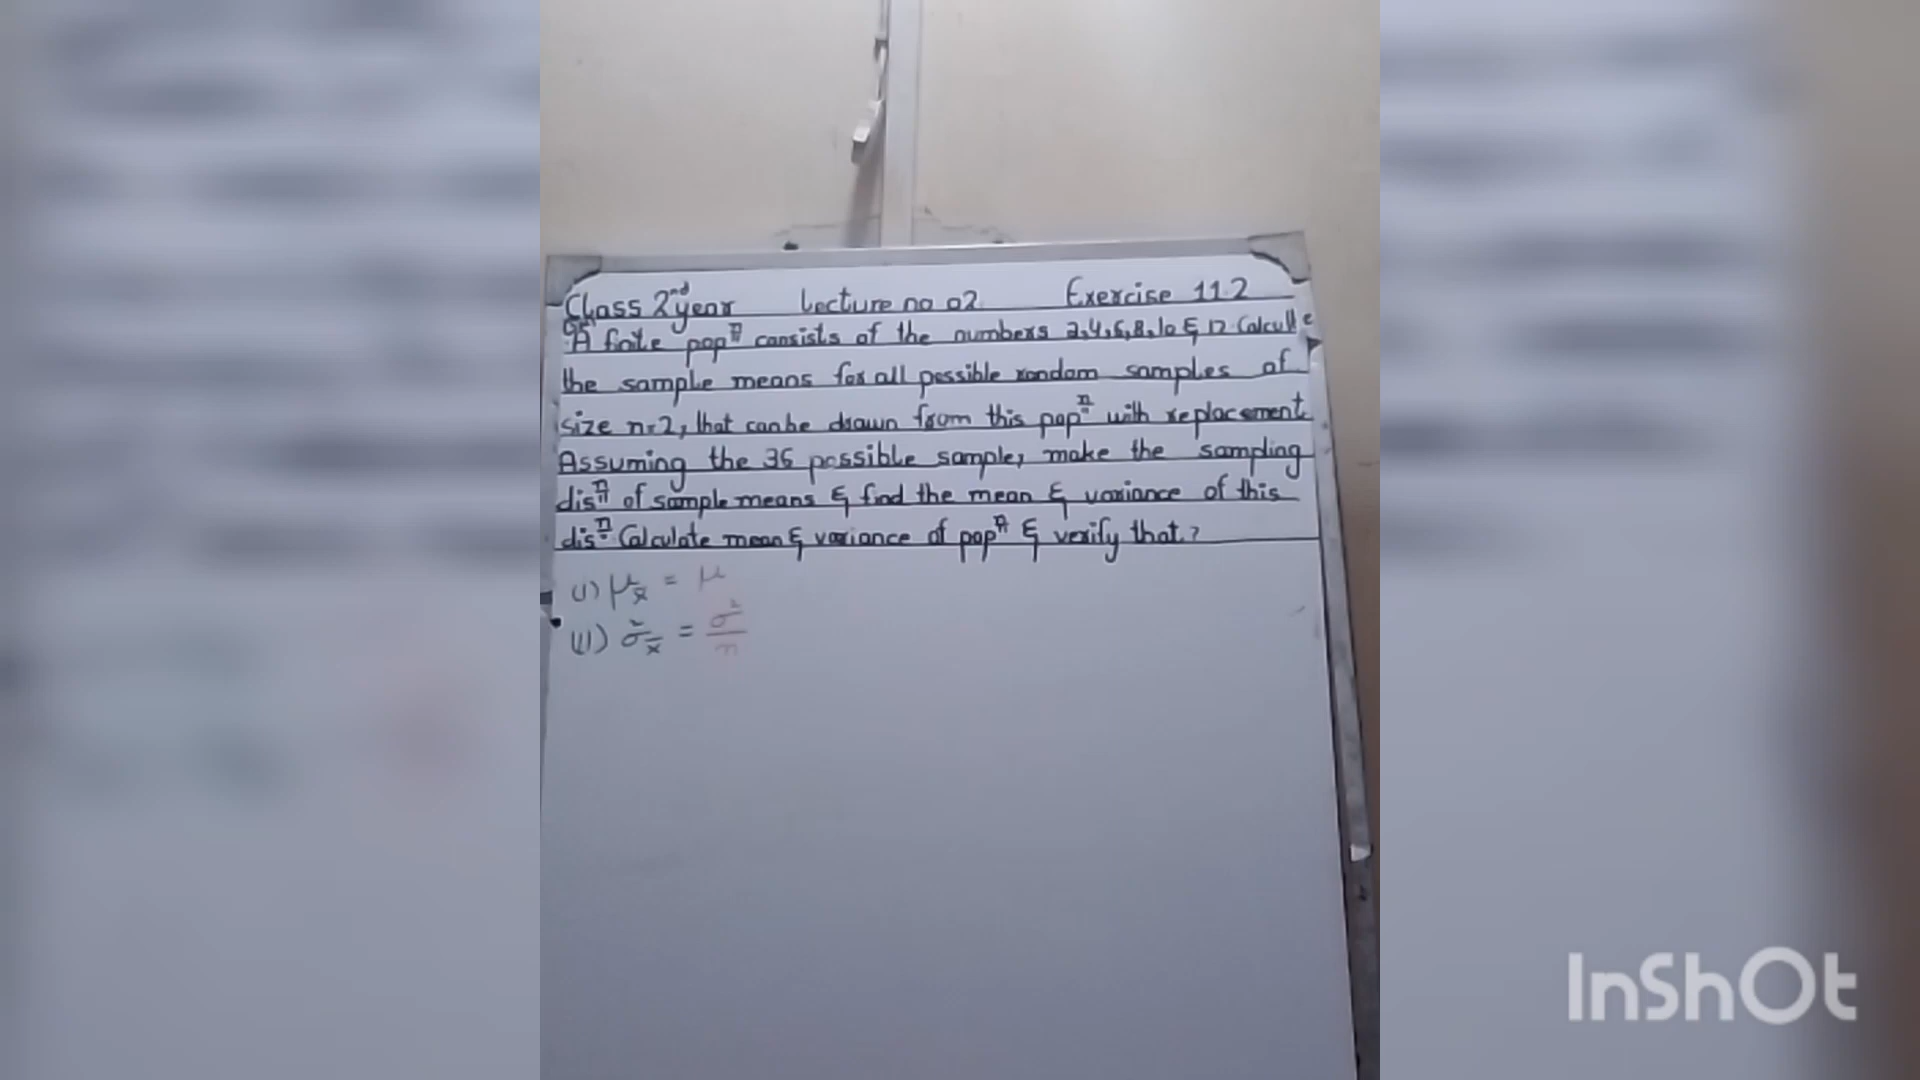 Class 2nd year Lecture no 02 Exercise 11.2
A finite popⁿ consists of the numbers 2,4,6,8,10 & 12 Calculate
the sample means for all possible random samples of
size n=2, that can be drawn from this popⁿ with replacement
Assuming the 36 possible sample, make the sampling
disⁿ of sample means & find the mean & variance of this
disⁿ Calculate mean & variance of popⁿ & verify that?
(I) μx̄ = μ
(II) σ²x̄ = σ²/n
InShOt